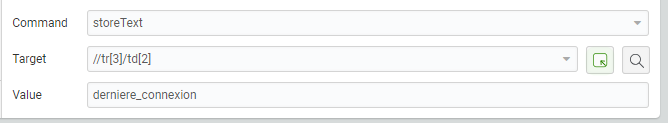 Command storeText
Target //tr[3]/td[2]
Value derniere_connexion